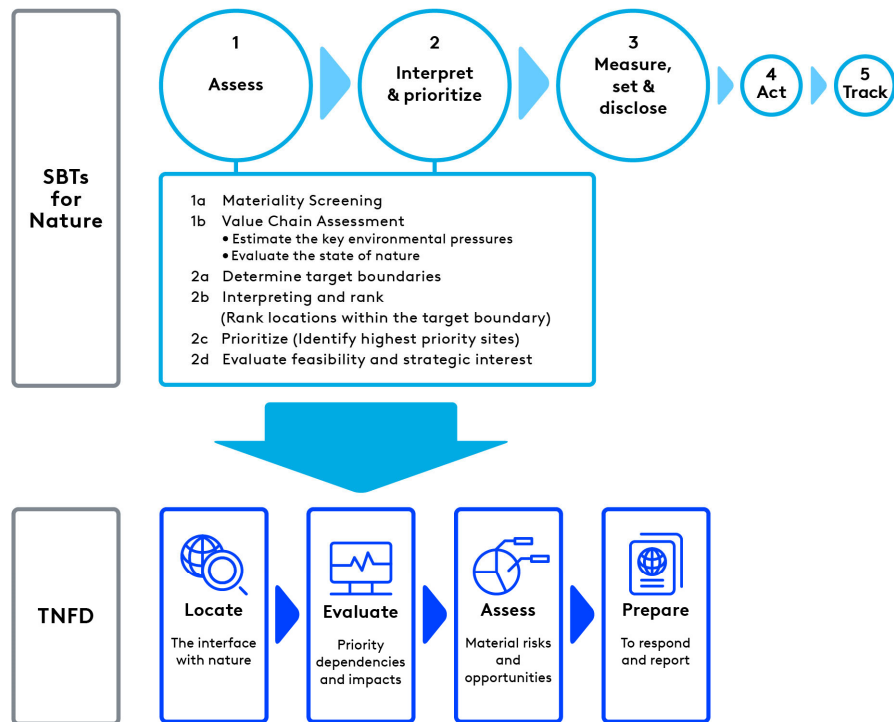 SBTs
for
Nature
1
Assess
2
Interpret
& prioritize
3
Measure,
set &
disclose
4
Act
5
Track
1a Materiality Screening
1b Value Chain Assessment
• Estimate the key environmental pressures
• Evaluate the state of nature
2a Determine target boundaries
2b Interpreting and rank
(Rank locations within the target boundary)
2c Prioritize (Identify highest priority sites)
2d Evaluate feasibility and strategic interest
TNFD
Locate
The interface
with nature
Evaluate
Priority
dependencies
and impacts
Assess
Material risks
and
opportunities
Prepare
To respond
and report